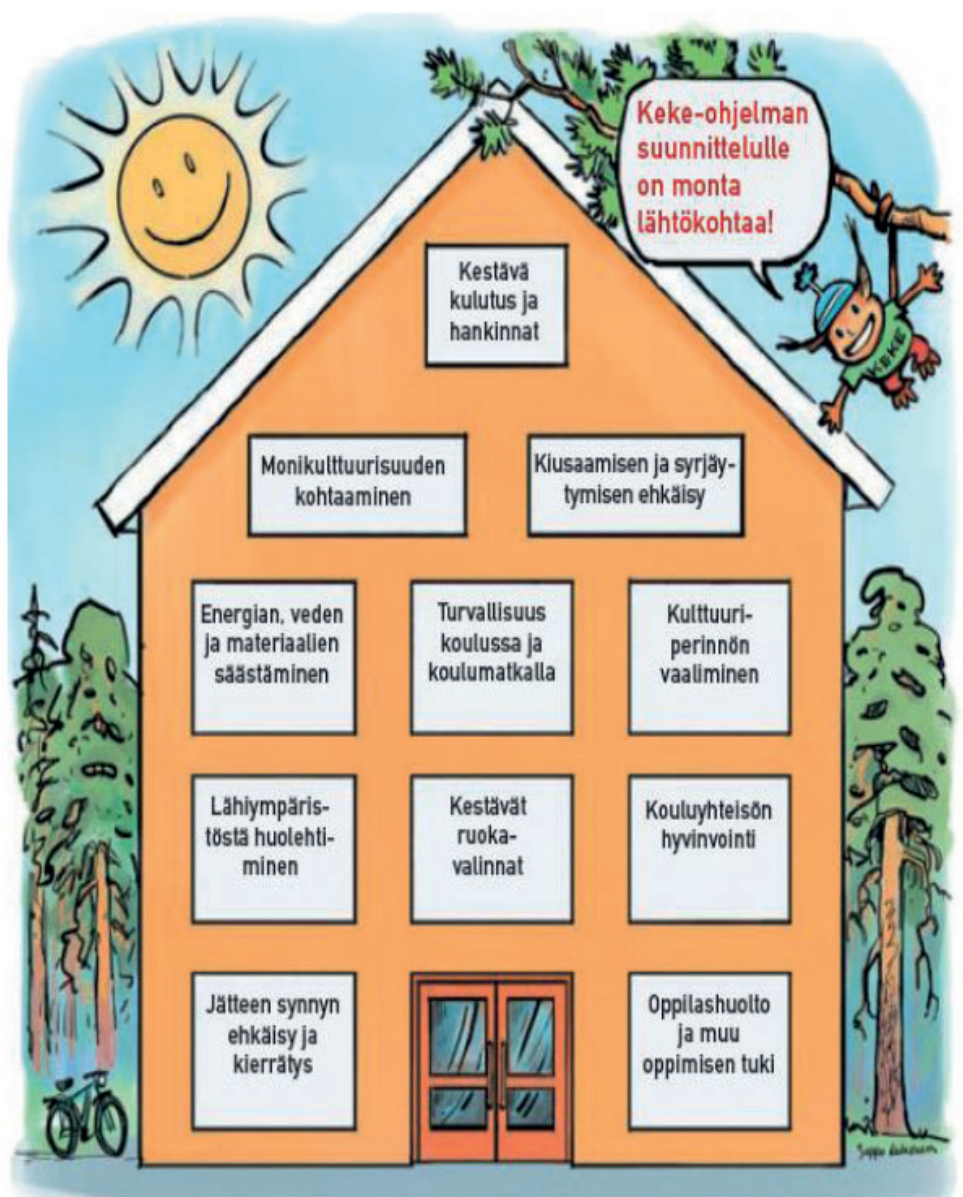 Keke-ohjelman
suunnittelulle
on monta
lähtökohtaa!
KEKE
Kestävä
kulutus ja
hankinnat
Monikulttuurisuuden
kohtaaminen
Kiusaamisen ja syrjäy-
tymisen ehkäisy
Energian, veden
ja materiaalien
säästäminen
Turvallisuus
koulussa ja
koulumatkalla
Kulttuuri-
perinnön
vaaliminen
Lähiympäris-
töstä huolehti-
minen
Kestävät
ruoka-
valinnat
Kouluyhteisön
hyvinvointi
Jätteen synnyn
ehkäisy ja
kierrätys
Oppilashuolto
ja muu
oppimisen tuki